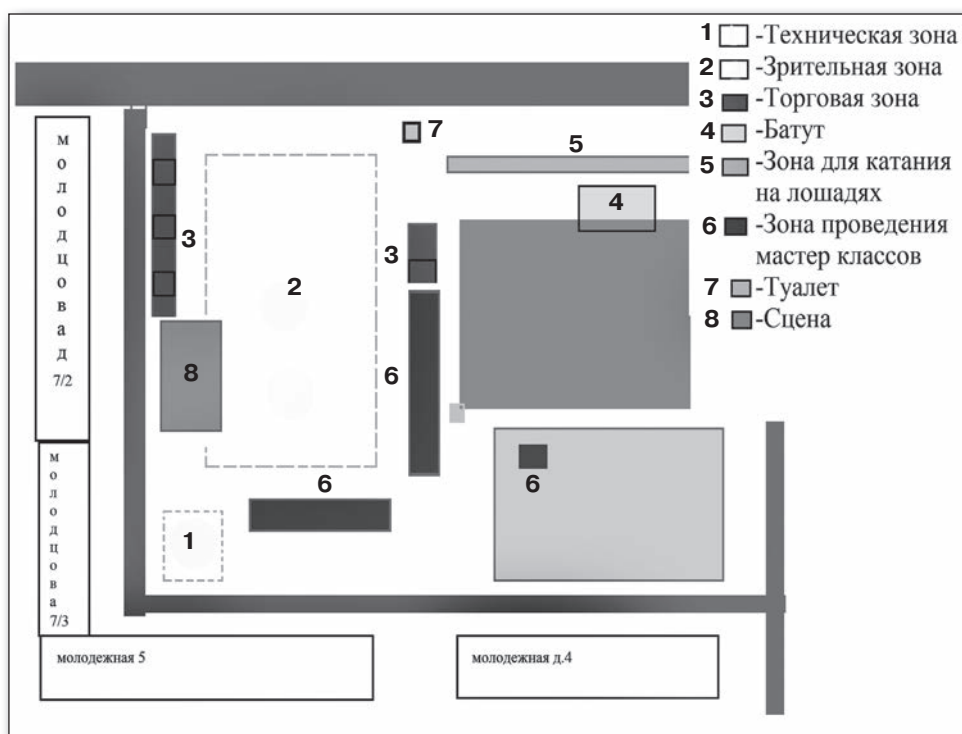 1 -Техническая зона
2 -Зрительная зона
3 -Торговая зона
4 -Батут
5 -Зона для катания
на лошадях
6 -Зона проведения
мастер классов
7 -Туалет
8 -Сцена
7
5
4
3
2
3
8
6
6
6
1
молодцовад
7/2
молодцова
7/3
молодежная 5
молодежная д.4